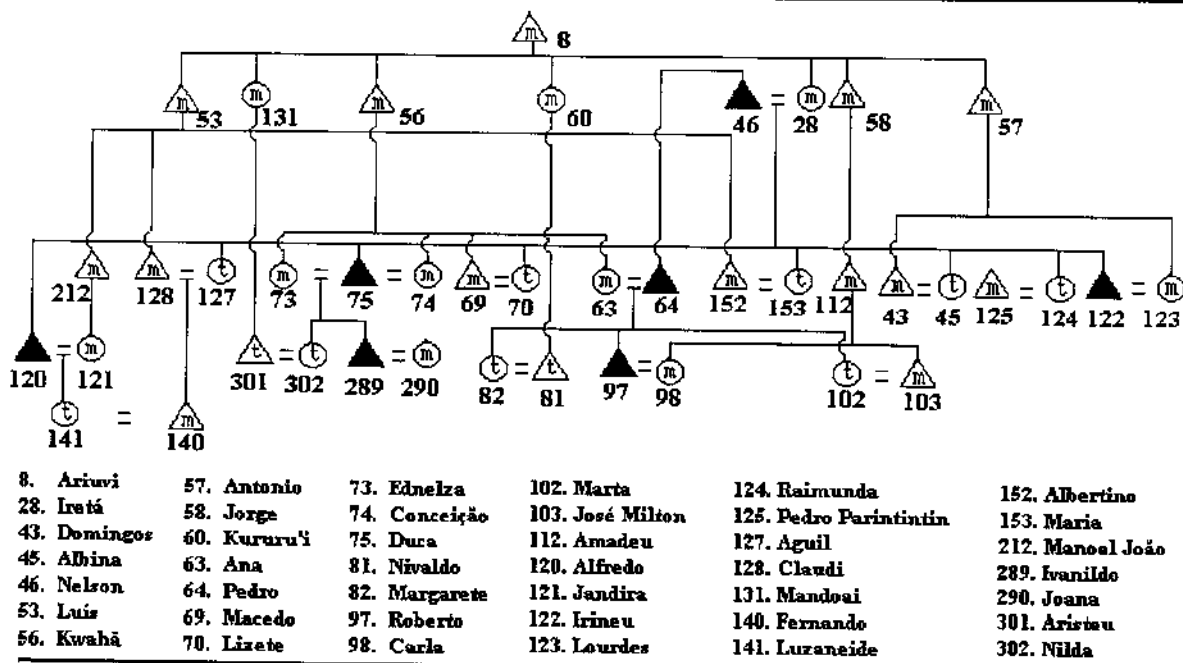 m 8
m 53 m 131 m 56 m 60 46 = m 28 m 58 m 57
m 212 m 128 = t 127 m 73 = 75 = m 74 m 69 = t 70 m 63 = 64 m 152 = t 153 m 112 m 43 = t 45 m 125 = t 124 122 = m 123
120 = m 121 t 301 = t 302 289 = m 290 t 82 = t 81 97 = m 98 t 102 = m 103
t 141 = m 140
8. Ariuvi
28. Iretá
43. Domingos
45. Albina
46. Nelson
53. Luis
56. Kwahã
57. Antonio
58. Jorge
60. Kururu'i
63. Ana
64. Pedro
69. Macedo
70. Lizete
73. Ednelza
74. Conceição
75. Duca
81. Nivaldo
82. Margarete
97. Roberto
98. Carla
102. Marta
103. José Milton
112. Amadeu
120. Alfredo
121. Jandira
122. Irineu
123. Lourdes
124. Raimunda
125. Pedro Parintintin
127. Aguil
128. Claudi
131. Mandoai
140. Fernando
141. Luzaneide
152. Albertino
153. Maria
212. Manoel João
289. Ivanildo
290. Joana
301. Aristeu
302. Nilda